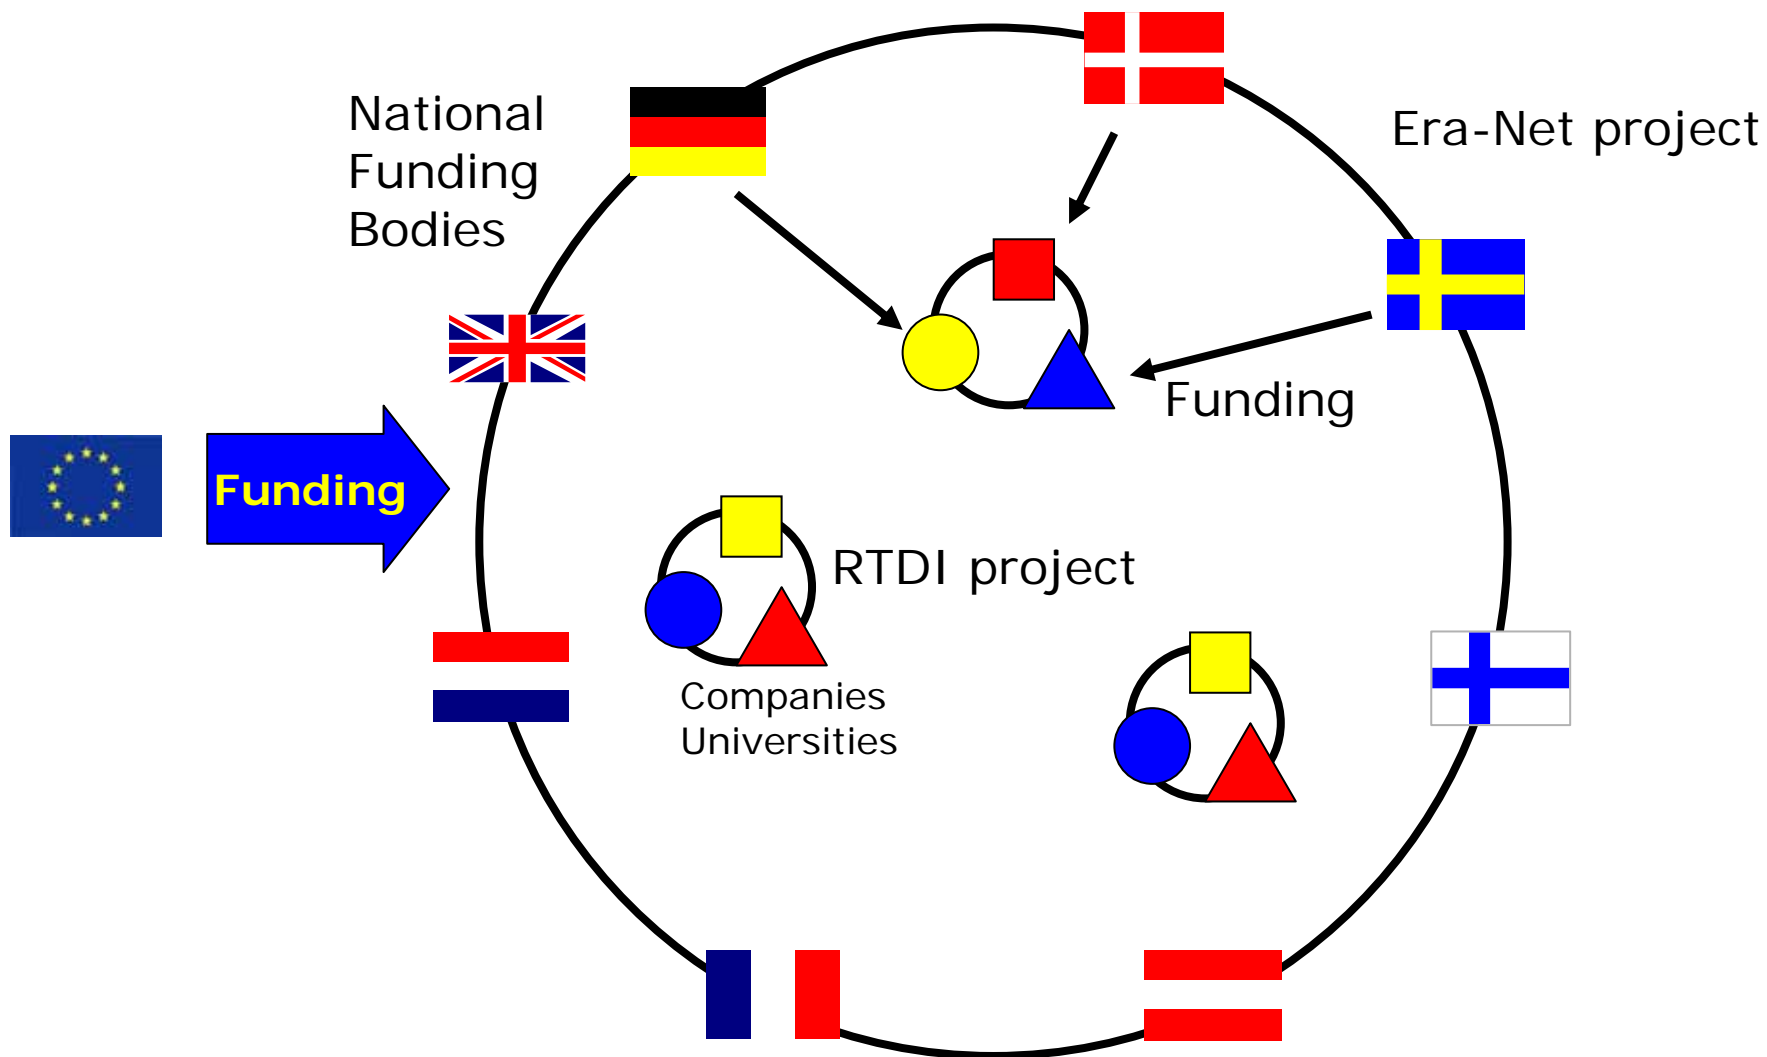 National
Funding
Bodies
Era-Net project
Funding
Funding
RTDI project
Companies
Universities